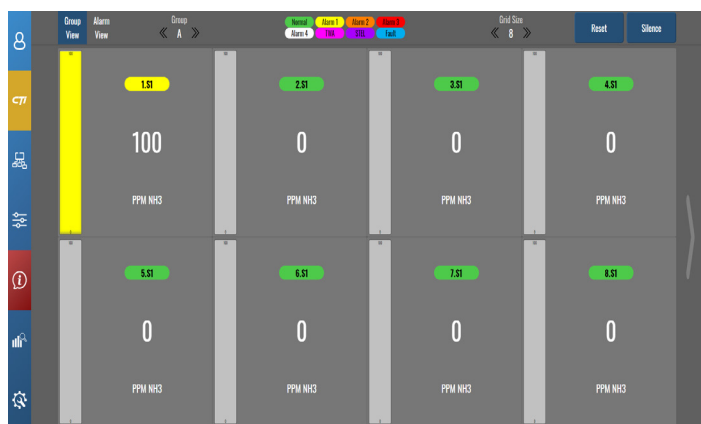 Group View
Alarm View
Group
A
Normal Alarm 1 Alarm 2 Alarm 3
Alarm 4 TWA STEL Fault
Grid Size
8
Reset
Silence
CTI
1.S1 2.S1 3.S1 4.S1
100 0 0 0
PPM NH3 PPM NH3 PPM NH3 PPM NH3
5.S1 6.S1 7.S1 8.S1
0 0 0 0
PPM NH3 PPM NH3 PPM NH3 PPM NH3